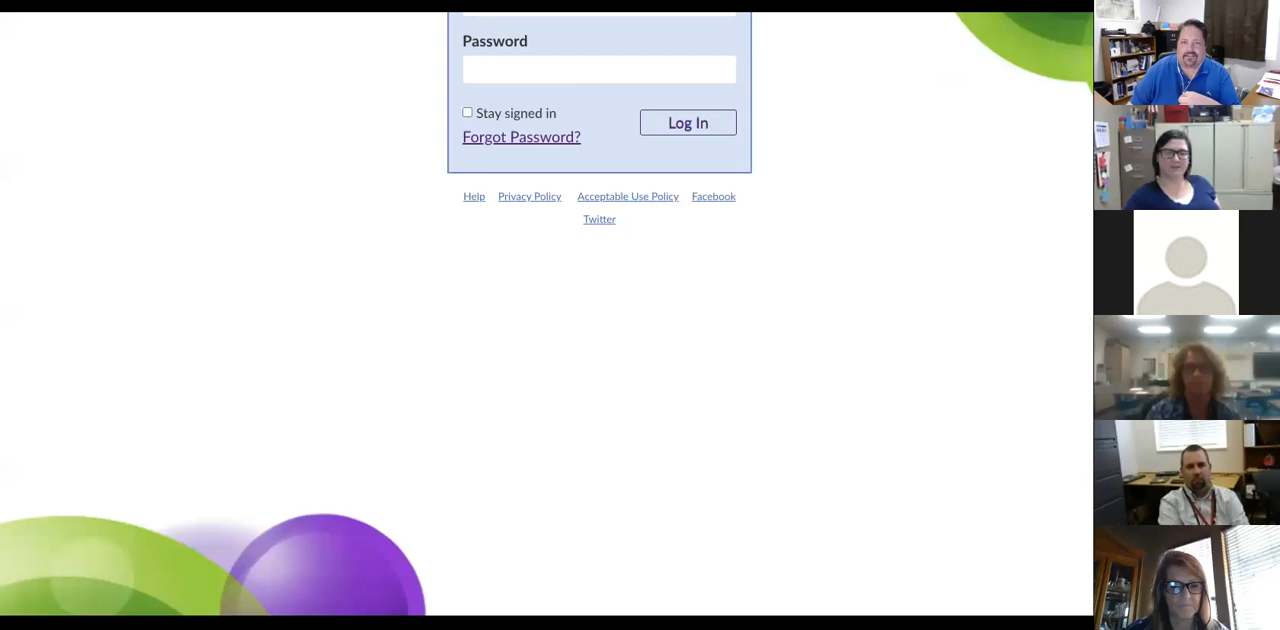 Password
Stay signed in
Forgot Password?
Log In
Help Privacy Policy Acceptable Use Policy Facebook
Twitter